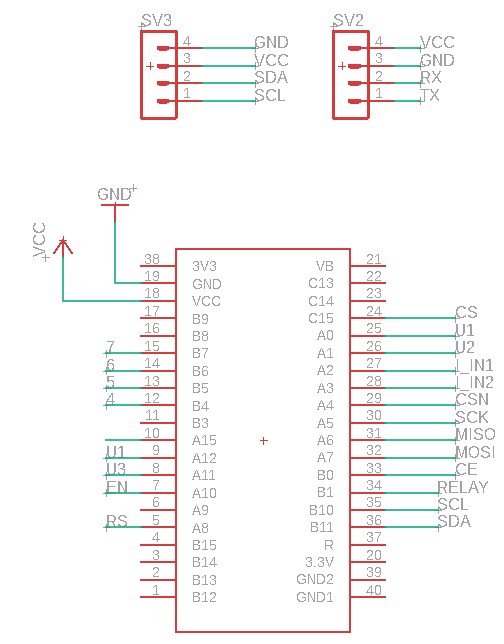 SV3 SV2
4 GND 4 VCC
3 VCC 3 GND
2 SDA 2 RX
1 SCL 1 TX
GND
VCC
38 3V3 VB 21
19 GND C13 22
18 VCC C14 23
17 B9 C15 24 CS
16 B8 A0 25 U1
7 15 B7 A1 26 U2
6 14 B6 A2 27 I_IN1
5 13 B5 A3 28 I_IN2
4 12 B4 A4 29 CSN
11 B3 A5 30 SCK
10 A15 A6 31 MISO
U1 9 A12 A7 32 MOSI
U3 8 A11 B0 33 CE
EN 7 A10 B1 34 RELAY
6 A9 B10 35 SCL
RS 5 A8 B11 36 SDA
4 B15 R 37
3 B14 3.3V 20
2 B13 GND2 39
1 B12 GND1 40